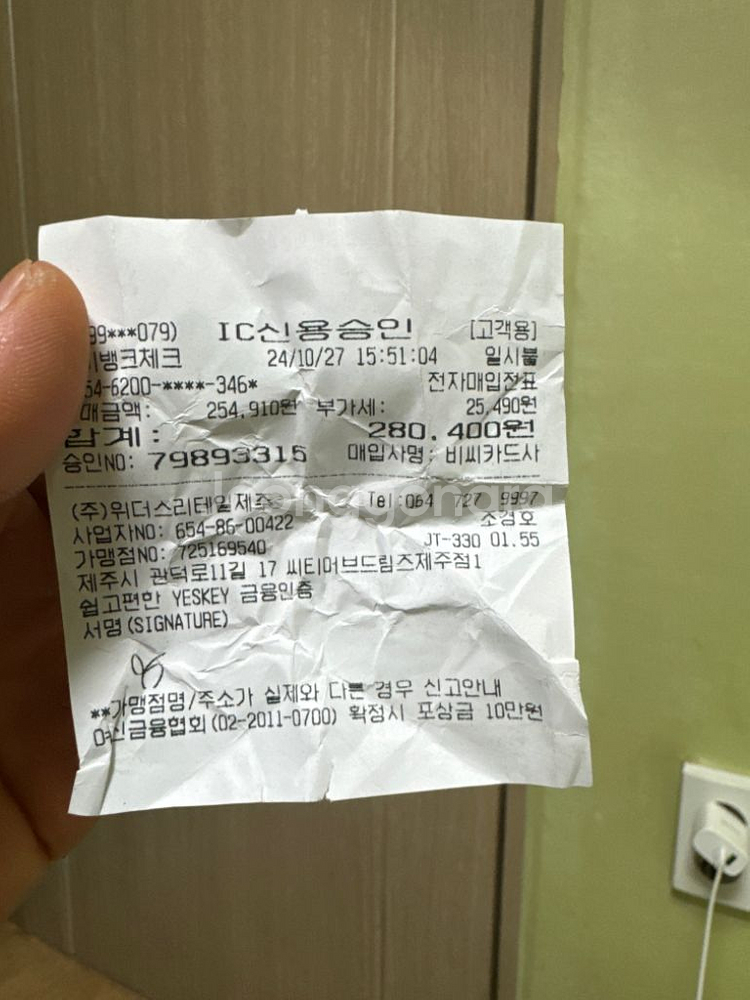 99***079) IC신용승인 [고객용]
뱅크체크 24/10/27 15:51:04 일시불
54-6200-****-346* 전자매입전표
매금액: 254,910원 부가세: 25,490원
합계: 280,400원
승인NO: 79893315 매입사명: 비씨카드사
(주)위더스리테일제주 Tel:064 727 9997
사업자NO: 654-86-00422 조경호
가맹점NO: 725169540 JT-330 01.55
제주시 관덕로11길 17 씨티머브드림즈제주점1
쉽고편한 YESKEY 금융인증
서명(SIGNATURE)
**가맹점명/주소가 실제와 다른 경우 신고안내
여신금융협회(02-2011-0700) 확정시 포상금 10만원